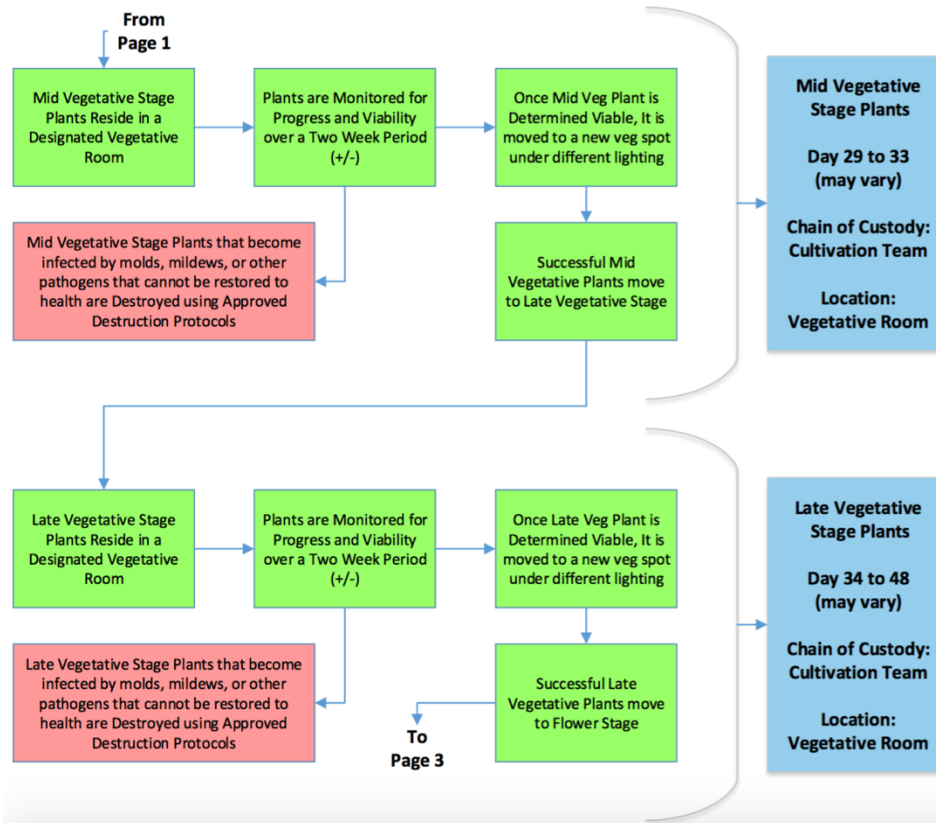 From
Page 1
Mid Vegetative Stage
Plants Reside in a
Designated Vegetative
Room
Plants are Monitored for
Progress and Viability
over a Two Week Period
(+/-)
Once Mid Veg Plant is
Determined Viable, It is
moved to a new veg spot
under different lighting
Mid Vegetative Stage Plants that become
infected by molds, mildews, or other
pathogens that cannot be restored to
health are Destroyed using Approved
Destruction Protocols
Successful Mid
Vegetative Plants move
to Late Vegetative Stage
Mid Vegetative
Stage Plants
Day 29 to 33
(may vary)
Chain of Custody:
Cultivation Team
Location:
Vegetative Room
Late Vegetative Stage
Plants Reside in a
Designated Vegetative
Room
Plants are Monitored for
Progress and Viability
over a Two Week Period
(+/-)
Once Late Veg Plant is
Determined Viable, It is
moved to a new veg spot
under different lighting
Late Vegetative Stage Plants that become
infected by molds, mildews, or other
pathogens that cannot be restored to
health are Destroyed using Approved
Destruction Protocols
Successful Late
Vegetative Plants move
to Flower Stage
To
Page 3
Late Vegetative
Stage Plants
Day 34 to 48
(may vary)
Chain of Custody:
Cultivation Team
Location:
Vegetative Room